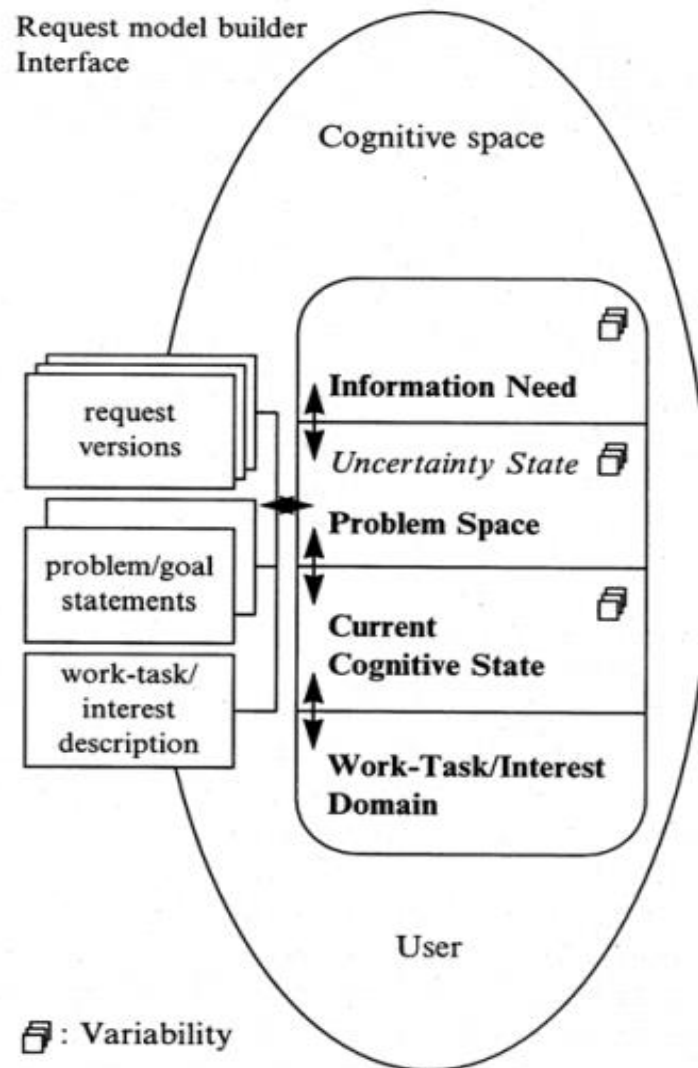 Request model builder
Interface
Cognitive space
Information Need
request
versions
Uncertainty State
Problem Space
problem/goal
statements
Current
Cognitive State
work-task/
interest
description
Work-Task/Interest
Domain
User
: Variability